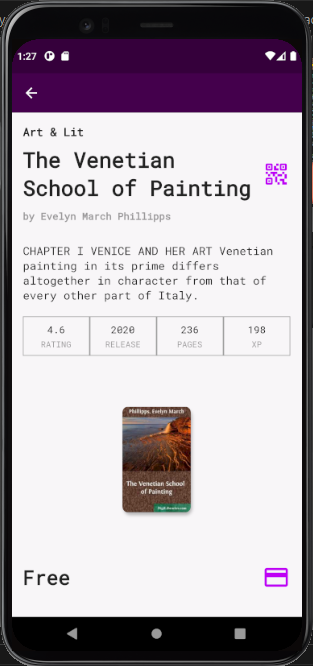 1:27
Art & Lit
The Venetian
School of Painting
by Evelyn March Phillipps
CHAPTER I VENICE AND HER ART Venetian
painting in its prime differs
altogether in character from that of
every other part of Italy.
4.6 2020 236 198
RATING RELEASE PAGES XP
Phillipps, Evelyn March
The Venetian School
of Painting
Free